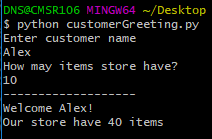 DNS@CMSR106 MINGW64 ~/Desktop
$ python customerGreeting.py
Enter customer name
Alex
How may items store have?
10
--------------------
Welcome Alex!
Our store have 40 items